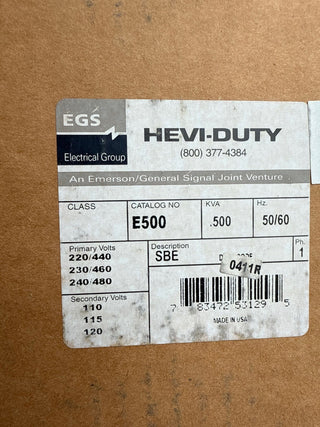 EGS
Electrical Group
HEVI-DUTY
(800) 377-4384
An Emerson/General Signal Joint Venture
CLASS
CATALOG NO
E500
KVA
.500
Hz.
50/60
Primary Volts
220/440
230/460
240/480
Description
SBE
Ph.
1
0411R
Secondary Volts
110
115
120
7 83472 53129 5
MADE IN USA